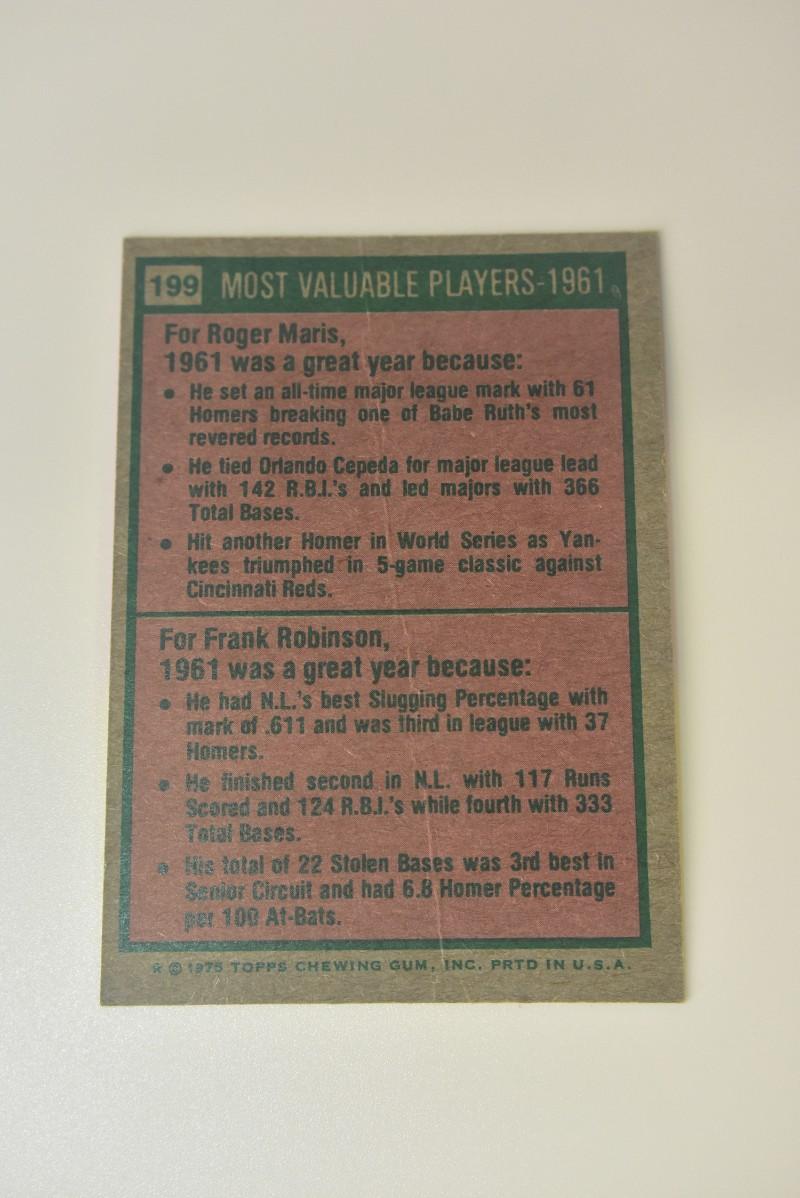 199 MOST VALUABLE PLAYERS-1961
For Roger Maris,
1961 was a great year because:
• He set an all-time major league mark with 61
Homers breaking one of Babe Ruth's most
revered records.
• He tied Orlando Cepeda for major league lead
with 142 R.B.I.'s and led majors with 366
Total Bases.
• Hit another Homer in World Series as Yan-
kees triumphed in 5-game classic against
Cincinnati Reds.
For Frank Robinson,
1961 was a great year because:
• He had N.L.'s best Slugging Percentage with
mark of .611 and was third in league with 37
Homers.
• He finished second in N.L. with 117 Runs
Scored and 124 R.B.I.'s while fourth with 333
Total Bases.
• His total of 22 Stolen Bases was 3rd best in
Senior Circuit and had 6.8 Homer Percentage
per 100 At-Bats.
☆ © 1975 TOPPS CHEWING GUM, INC. PRTD IN U.S.A.